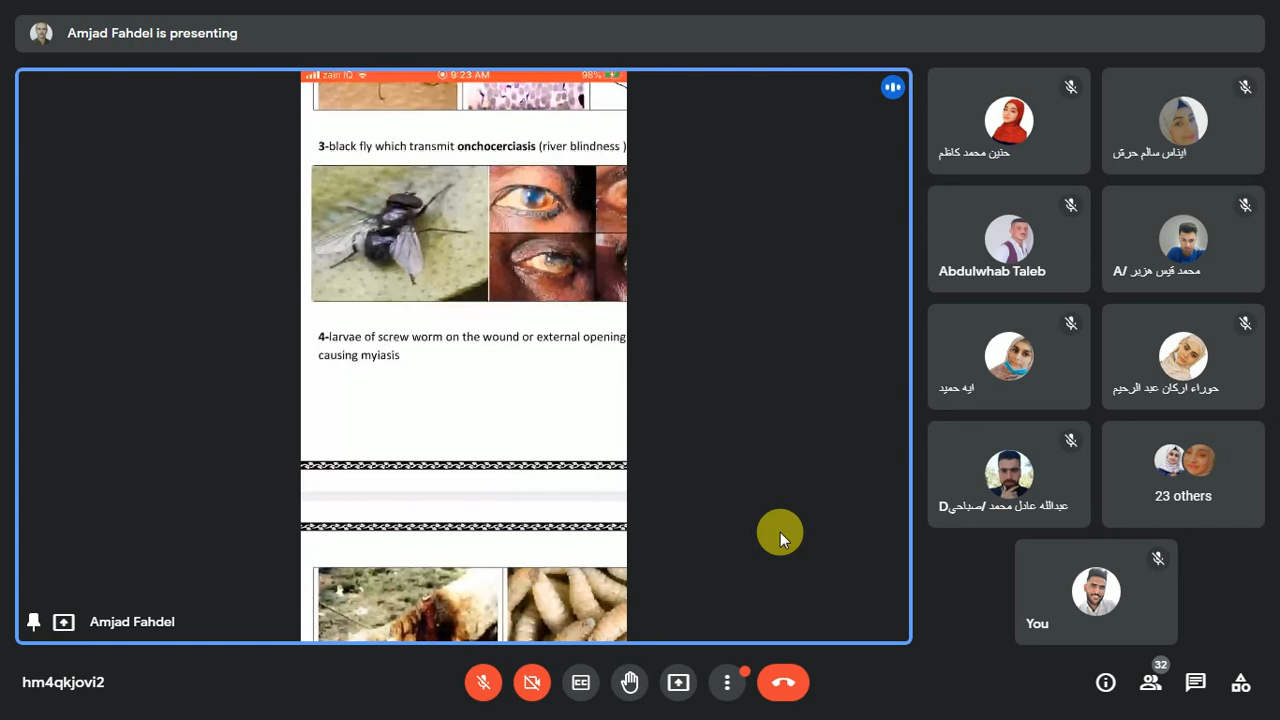 Amjad Fahdel is presenting
zain IQ 9:23 AM 98%
3-black fly which transmit onchocerciasis (river blindness )
4-larvae of screw worm on the wound or external opening
causing myiasis
Amjad Fahdel
حنين محمد كاظم
ايناس سالم حرش
Abdulwhab Taleb
محمد قيس هزبر /A
ايه حميد
حوراء اركان عبد الرحيم
عبدالله عادل محمد /صباحيD
23 others
You
hm4qkjovi2
CC
32